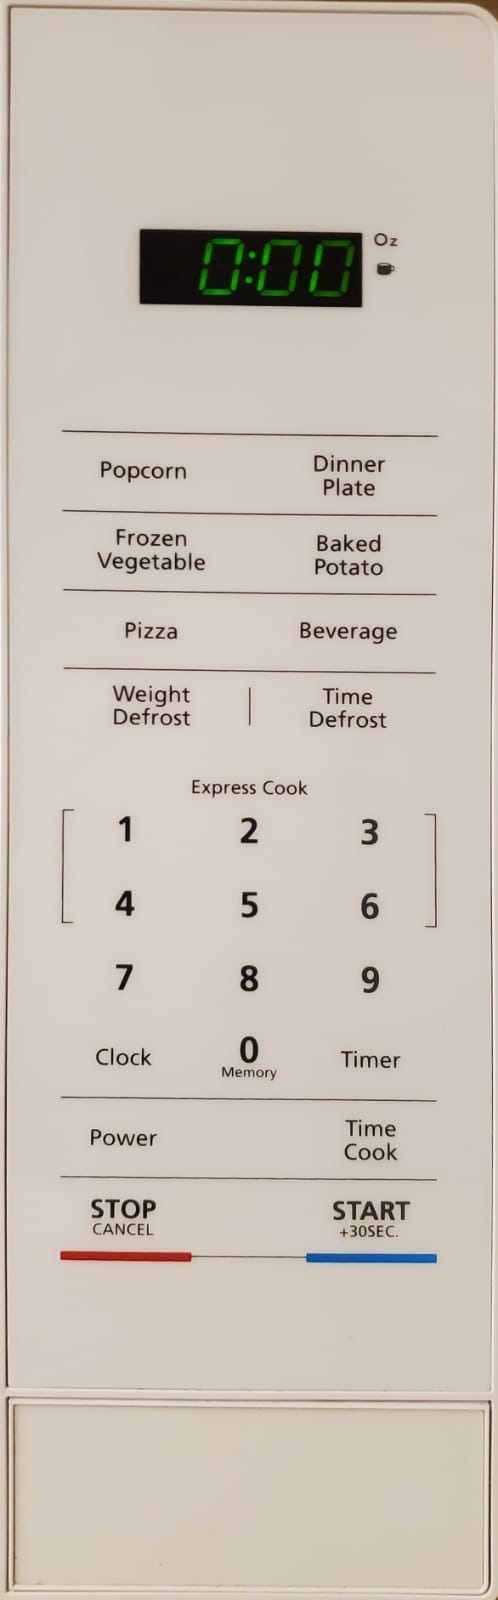 0:00
Oz
Popcorn
Dinner
Plate
Frozen
Vegetable
Baked
Potato
Pizza
Beverage
Weight
Defrost
Time
Defrost
Express Cook
1 2 3
4 5 6
7 8 9
Clock
0
Memory
Timer
Power
Time
Cook
STOP
CANCEL
START
+30SEC.